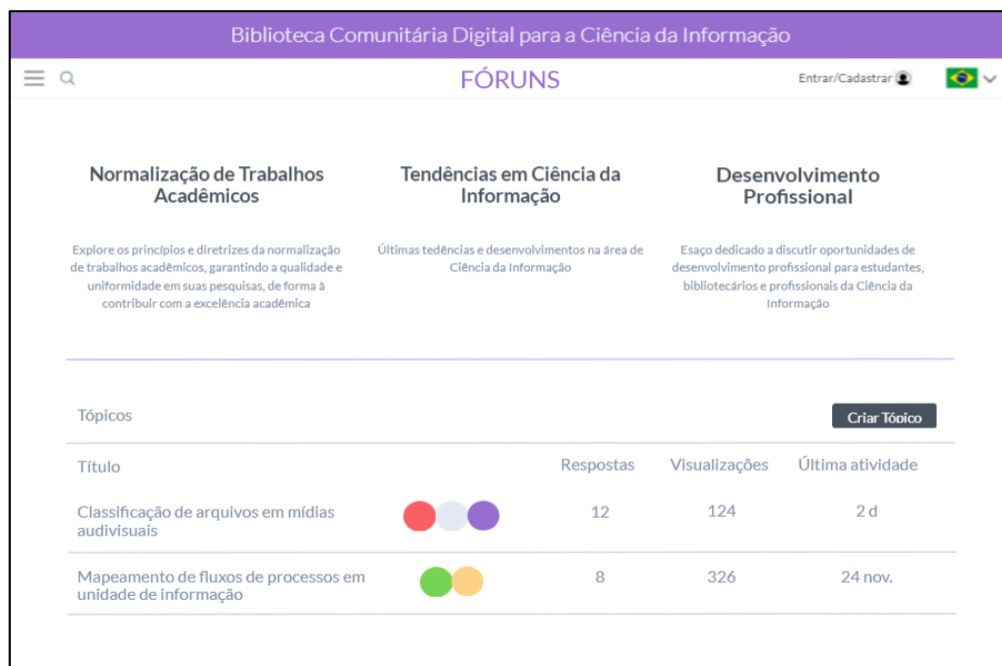 Biblioteca Comunitária Digital para a Ciência da Informação
FÓRUNS
Entrar/Cadastrar
Normalização de Trabalhos
Acadêmicos
Explore os princípios e diretrizes da normalização
de trabalhos acadêmicos, garantindo a qualidade e
uniformidade em suas pesquisas, de forma à
contribuir com a excelência acadêmica
Tendências em Ciência da
Informação
Últimas tedências e desenvolvimentos na área de
Ciência da Informação
Desenvolvimento
Profissional
Esaço dedicado a discutir oportunidades de
desenvolvimento profissional para estudantes,
bibliotecários e profissionais da Ciência da
Informação
Tópicos
Criar Tópico
Título
Respostas
Visualizações
Última atividade
Classificação de arquivos em mídias
audivisuais
12
124
2 d
Mapeamento de fluxos de processos em
unidade de informação
8
326
24 nov.